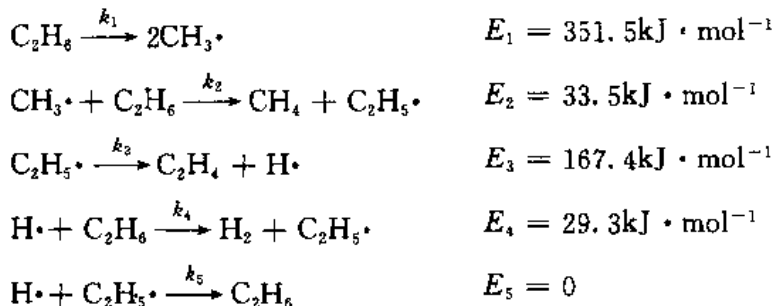 C₂H₆ —k₁→ 2CH₃· E₁ = 351.5kJ · mol⁻¹
CH₃· + C₂H₆ —k₂→ CH₄ + C₂H₅· E₂ = 33.5kJ · mol⁻¹
C₂H₅· —k₃→ C₂H₄ + H· E₃ = 167.4kJ · mol⁻¹
H· + C₂H₆ —k₄→ H₂ + C₂H₅· E₄ = 29.3kJ · mol⁻¹
H· + C₂H₅· —k₅→ C₂H₆ E₅ = 0